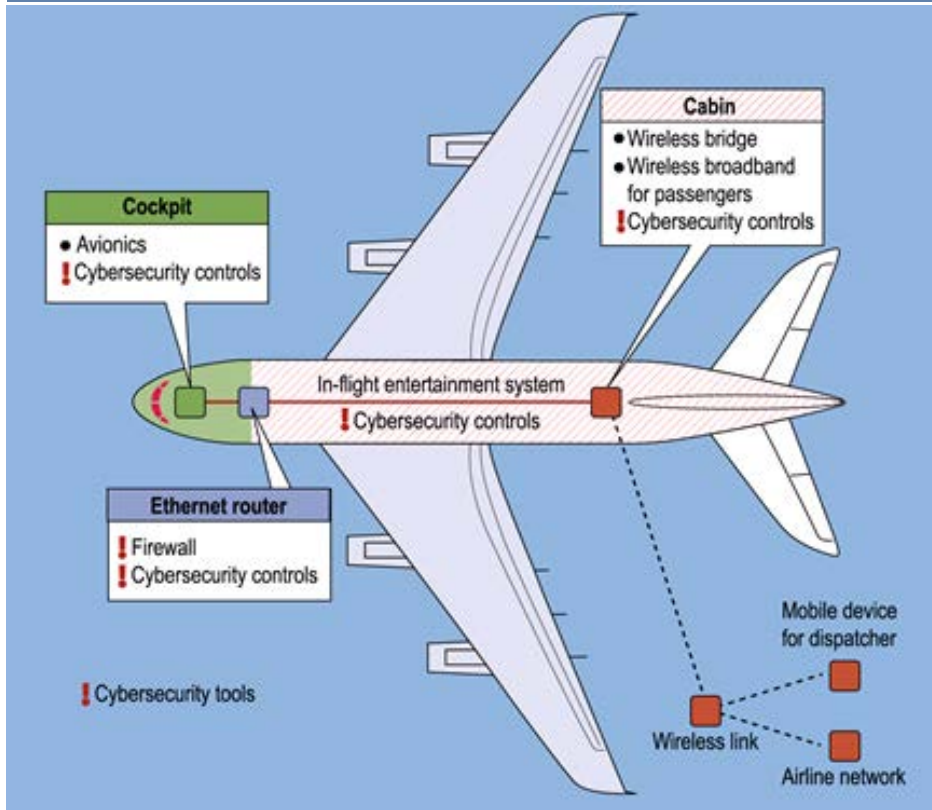 Cabin
● Wireless bridge
● Wireless broadband
for passengers
! Cybersecurity controls
Cockpit
● Avionics
! Cybersecurity controls
In-flight entertainment system
! Cybersecurity controls
Ethernet router
! Firewall
! Cybersecurity controls
Mobile device
for dispatcher
! Cybersecurity tools
Wireless link
Airline network